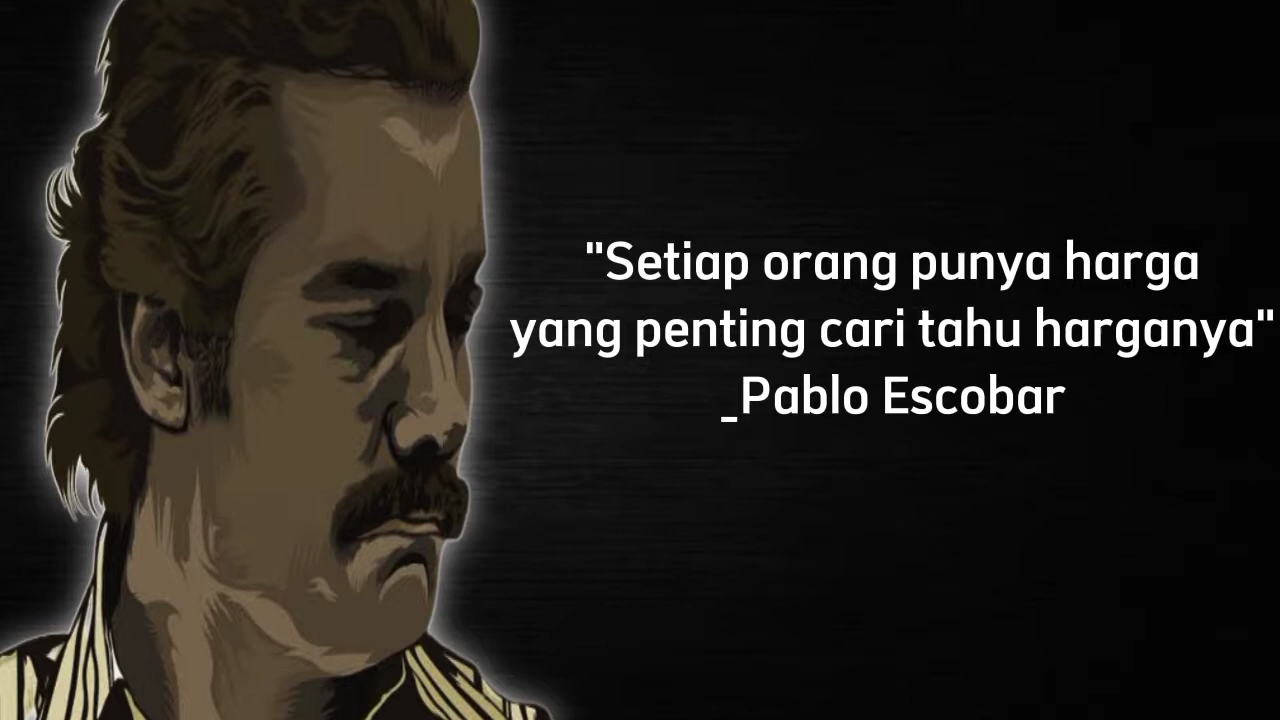 "Setiap orang punya harga
yang penting cari tahu harganya"
_Pablo Escobar